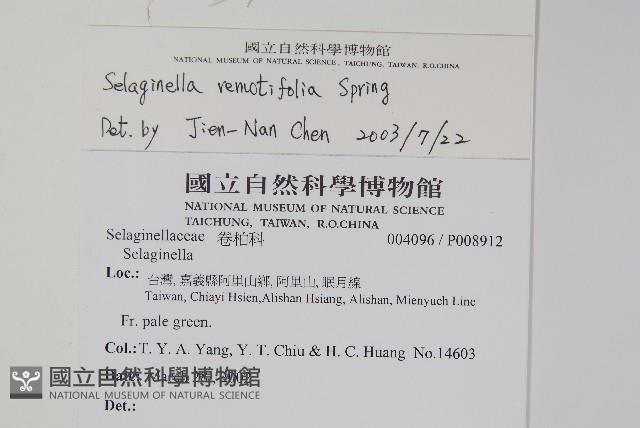 國立自然科學博物館
NATIONAL MUSEUM OF NATURAL SCIENCE, TAICHUNG, TAIWAN, R.O.CHINA
Selaginella remotifolia Spring
Det. by Jien-Nan Chen 2003/7/22
國立自然科學博物館
NATIONAL MUSEUM OF NATURAL SCIENCE
TAICHUNG, TAIWAN, R.O.CHINA
Selaginellaceae 卷柏科 004096 / P008912
Selaginella
Loc.: 台灣, 嘉義縣阿里山鄉, 阿里山, 眠月線
Taiwan, Chiayi Hsien, Alishan Hsiang, Alishan, Mienyueh Line
Fr. pale green.
Col.: T. Y. A. Yang, Y. T. Chiu & H. C. Huang No.14603
國立自然科學博物館
NATIONAL MUSEUM OF NATURAL SCIENCE
Det.: